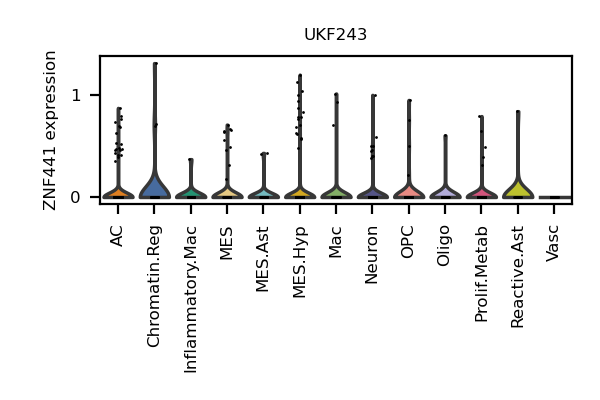 UKF243
ZNF441 expression
1
0
AC
Chromatin.Reg
Inflammatory.Mac
MES
MES.Ast
MES.Hyp
Mac
Neuron
OPC
Oligo
Prolif.Metab
Reactive.Ast
Vasc